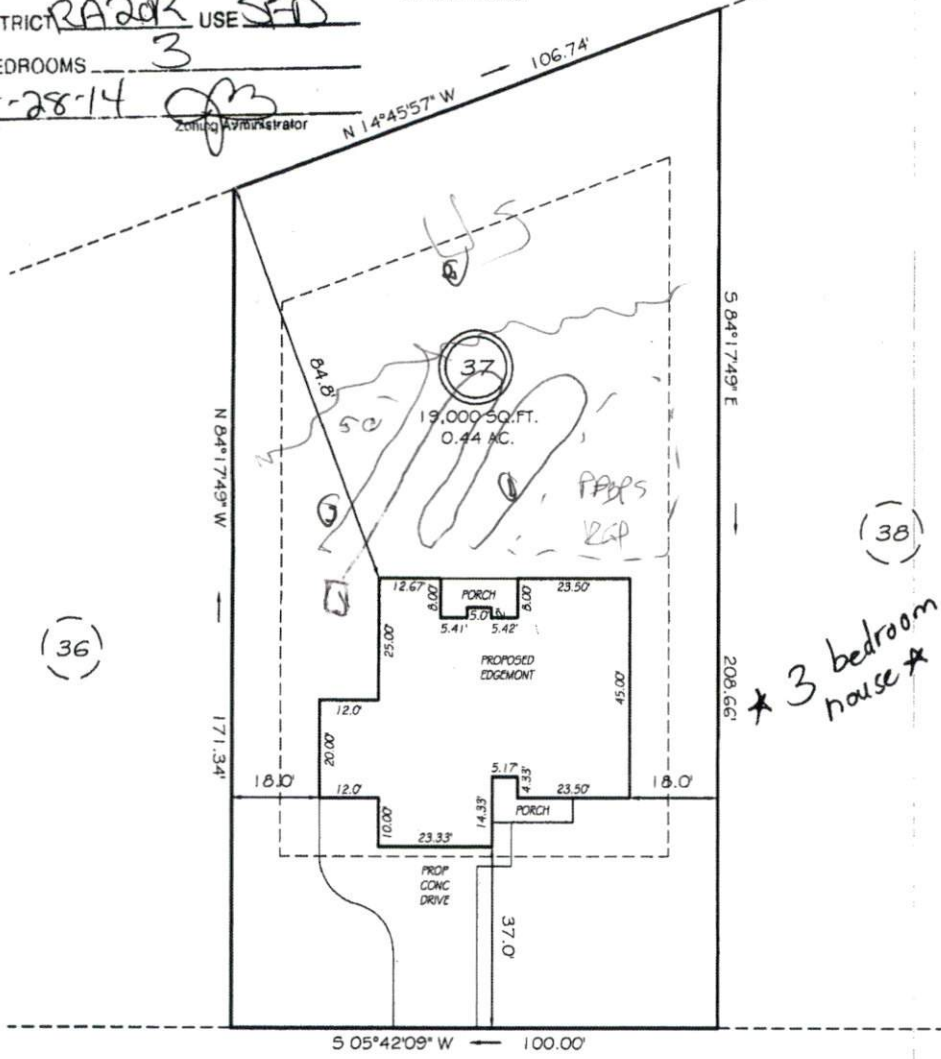 TRICT RA20R USE SFD
EDROOMS 3
-28-14
Zoning Administrator
N 14°45'57" W
106.74'
S 84°17'49" E
208.66'
N 84°17'49" W
171.34'
84.8'
37
19,000 SQ.FT.
0.44 AC.
50
36
38
* 3 bedroom
house *
12.67'
8.00'
PORCH
8.00'
23.50'
5.41'
5.0'
5.42'
25.00'
PROPOSED
EDGEMONT
45.00'
12.0'
20.00'
18.0'
12.0'
10.00'
23.33'
14.33'
5.17'
4.33'
23.50'
PORCH
18.0'
PROP
CONC
DRIVE
37.0'
S 05°42'09" W
100.00'